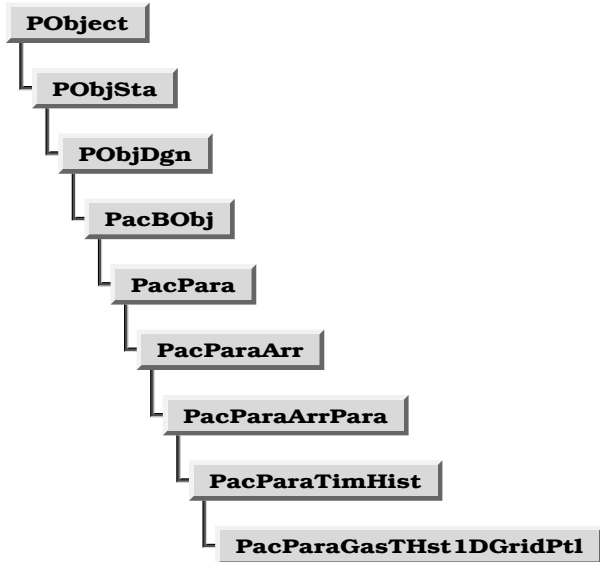 PObject
PObjSta
PObjDgn
PacBObj
PacPara
PacParaArr
PacParaArrPara
PacParaTimHist
PacParaGasTHst1DGridPtl